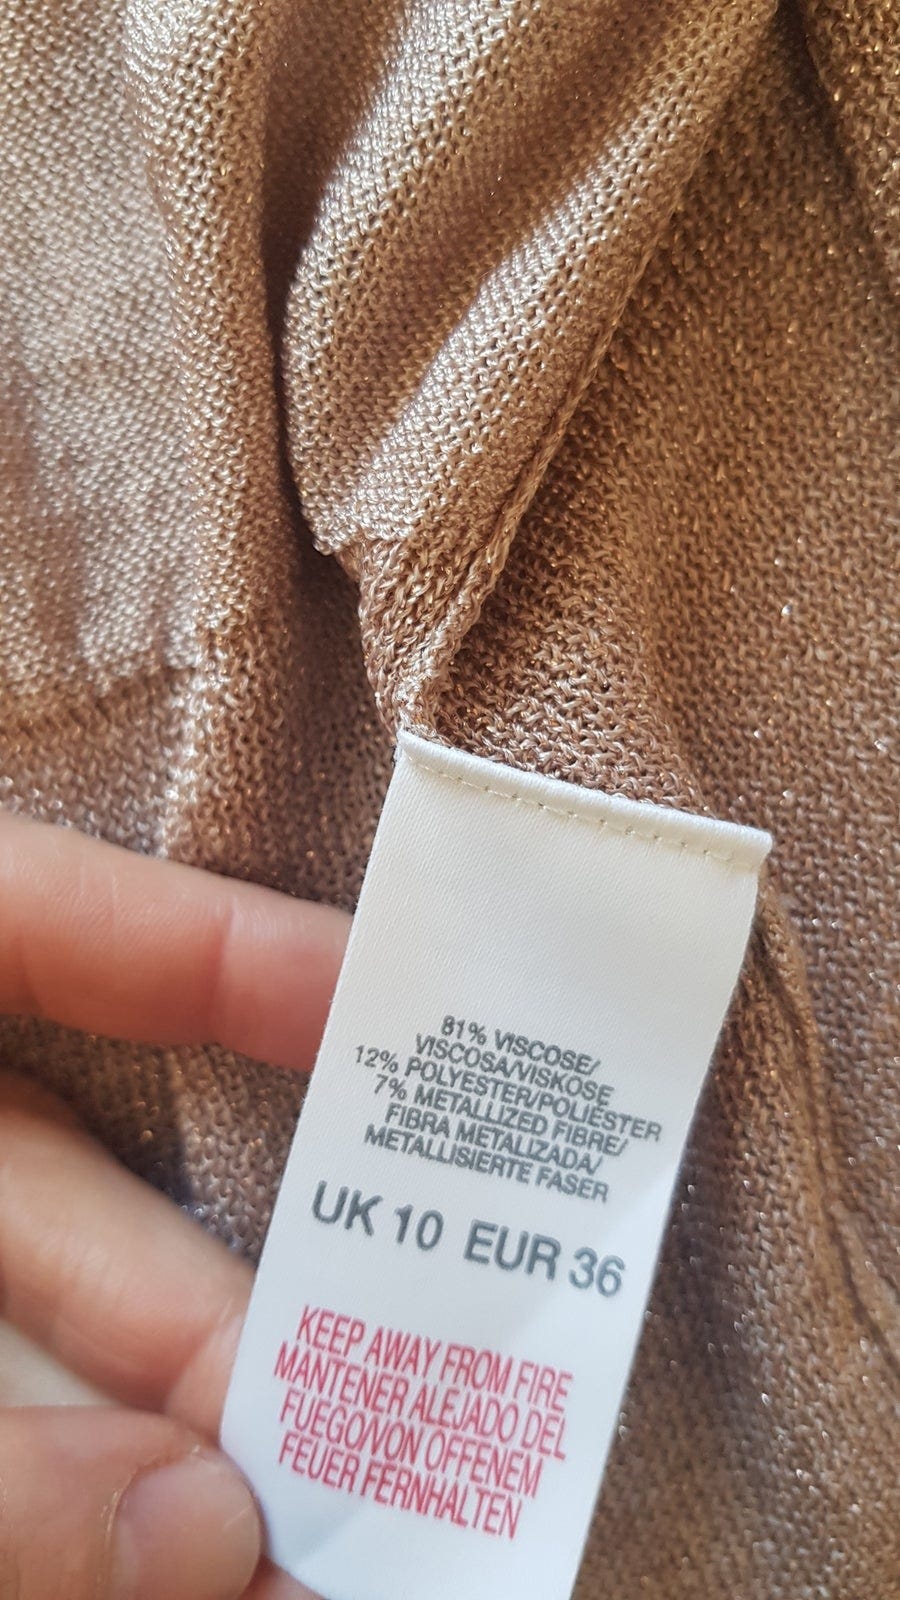 81% VISCOSE/
VISCOSA/VISKOSE
12% POLYESTER/POLIÉSTER
7% METALLIZED FIBRE/
FIBRA METALIZADA/
METALLISIERTE FASER
UK 10 EUR 36
KEEP AWAY FROM FIRE
MANTENER ALEJADO DEL
FUEGO/VON OFFENEM
FEUER FERNHALTEN